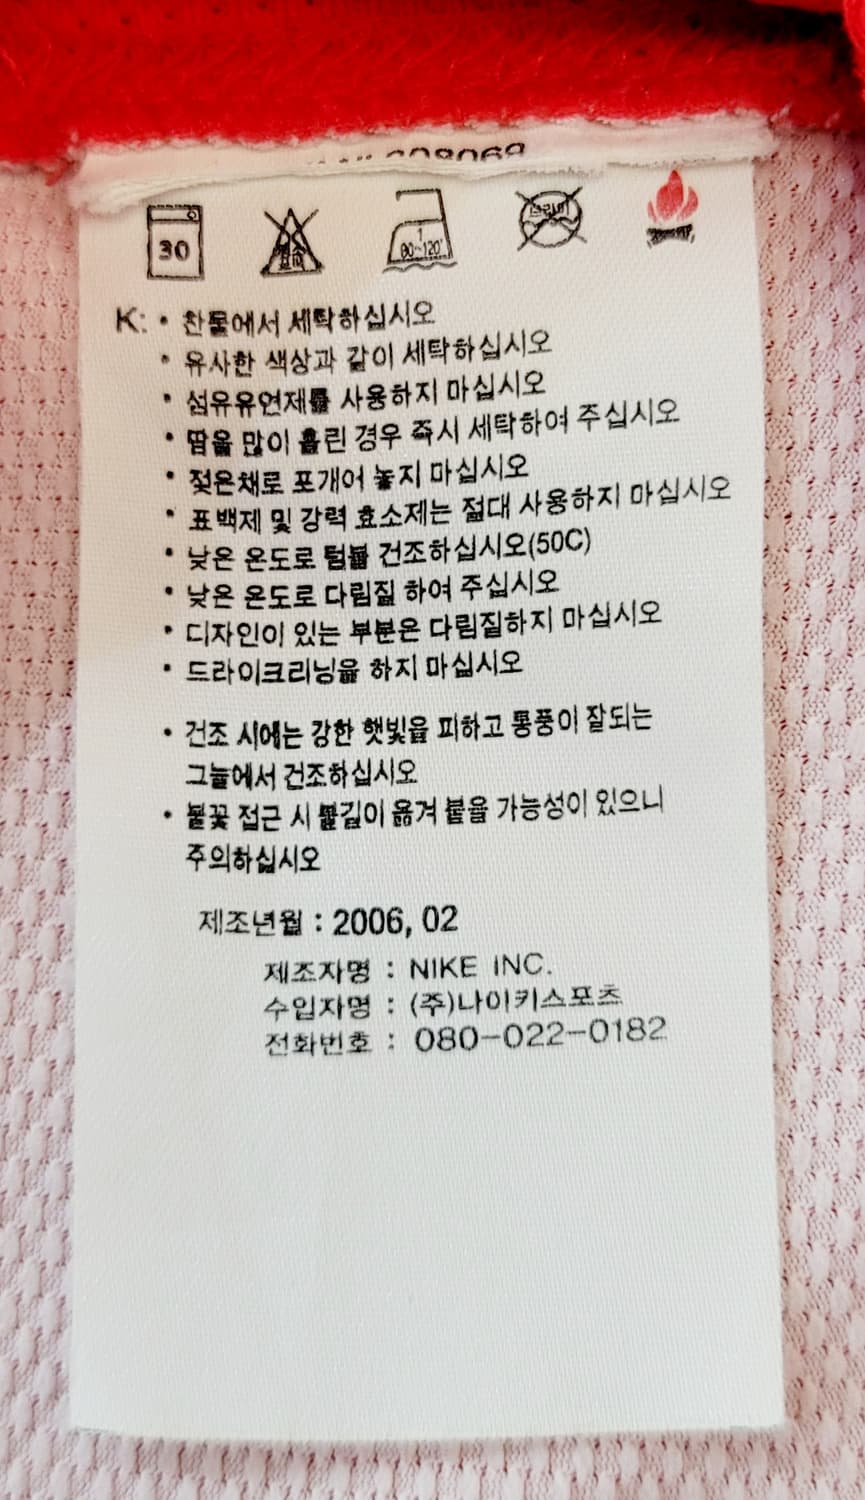 30
염소
1
80~120℃
드라이
K: • 찬물에서 세탁하십시오
• 유사한 색상과 같이 세탁하십시오
• 섬유유연제를 사용하지 마십시오
• 땀을 많이 흘린 경우 즉시 세탁하여 주십시오
• 젖은채로 포개어 놓지 마십시오
• 표백제 및 강력 효소제는 절대 사용하지 마십시오
• 낮은 온도로 텀블 건조하십시오(50C)
• 낮은 온도로 다림질 하여 주십시오
• 디자인이 있는 부분은 다림질하지 마십시오
• 드라이크리닝을 하지 마십시오
• 건조 시에는 강한 햇빛을 피하고 통풍이 잘되는
그늘에서 건조하십시오
• 불꽃 접근 시 불길이 옮겨 붙을 가능성이 있으니
주의하십시오
제조년월 : 2006, 02
제조자명 : NIKE INC.
수입자명 : (주)나이키스포츠
전화번호 : 080-022-0182